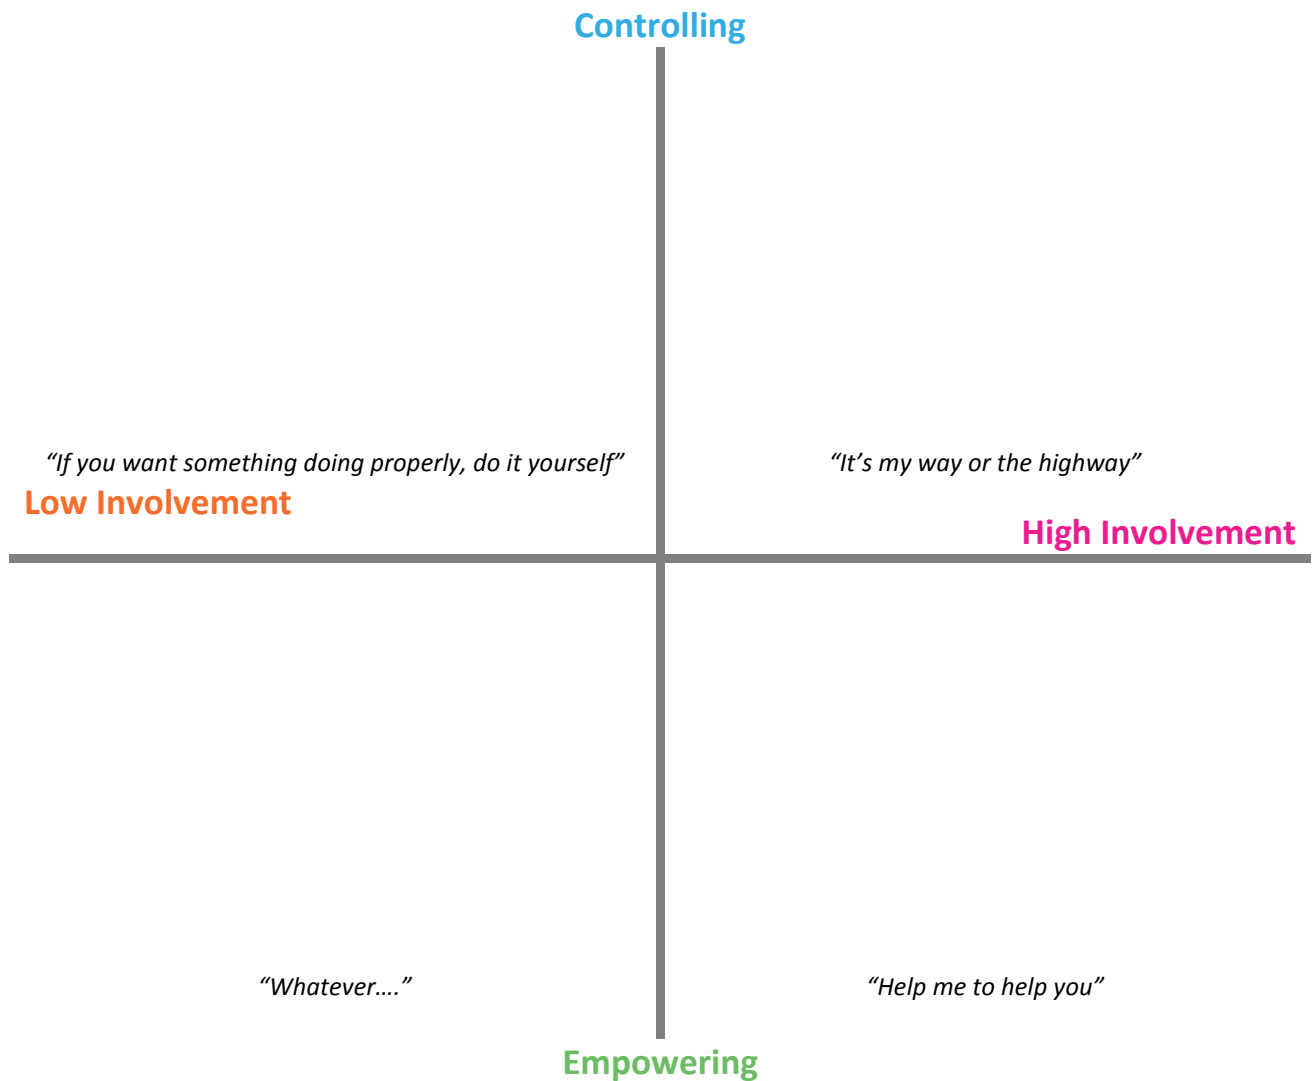 Controlling
“If you want something doing properly, do it yourself”
“It’s my way or the highway”
Low Involvement
High Involvement
“Whatever....”
“Help me to help you”
Empowering